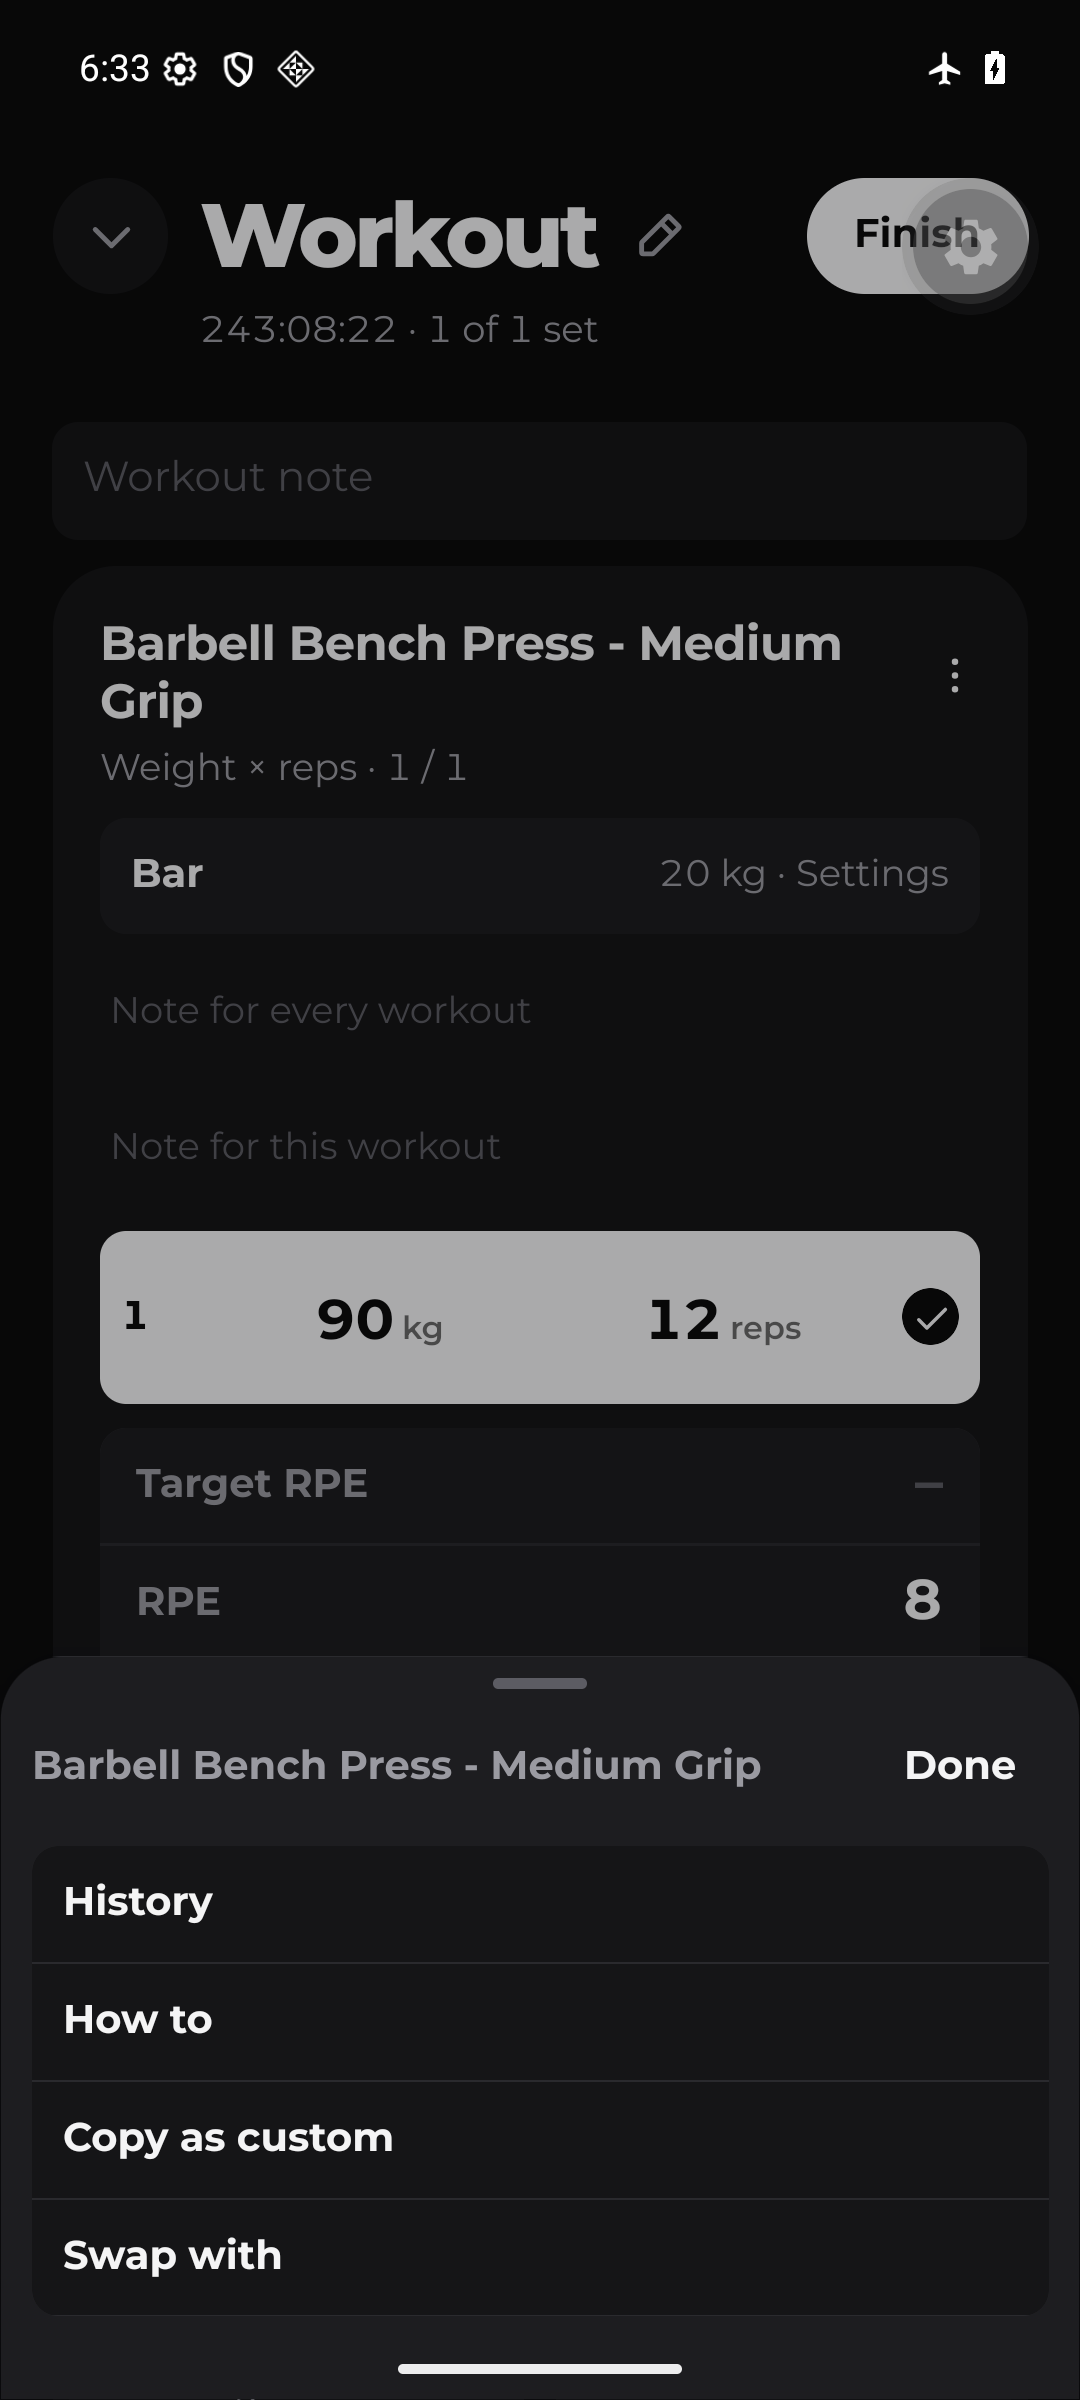 6:33
Workout
Finish
243:08:22 · 1 of 1 set
Workout note
Barbell Bench Press - Medium
Grip
Weight × reps · 1 / 1
Bar 20 kg · Settings
Note for every workout
Note for this workout
1 90 kg 12 reps
Target RPE –
RPE 8
Barbell Bench Press - Medium Grip Done
History
How to
Copy as custom
Swap with